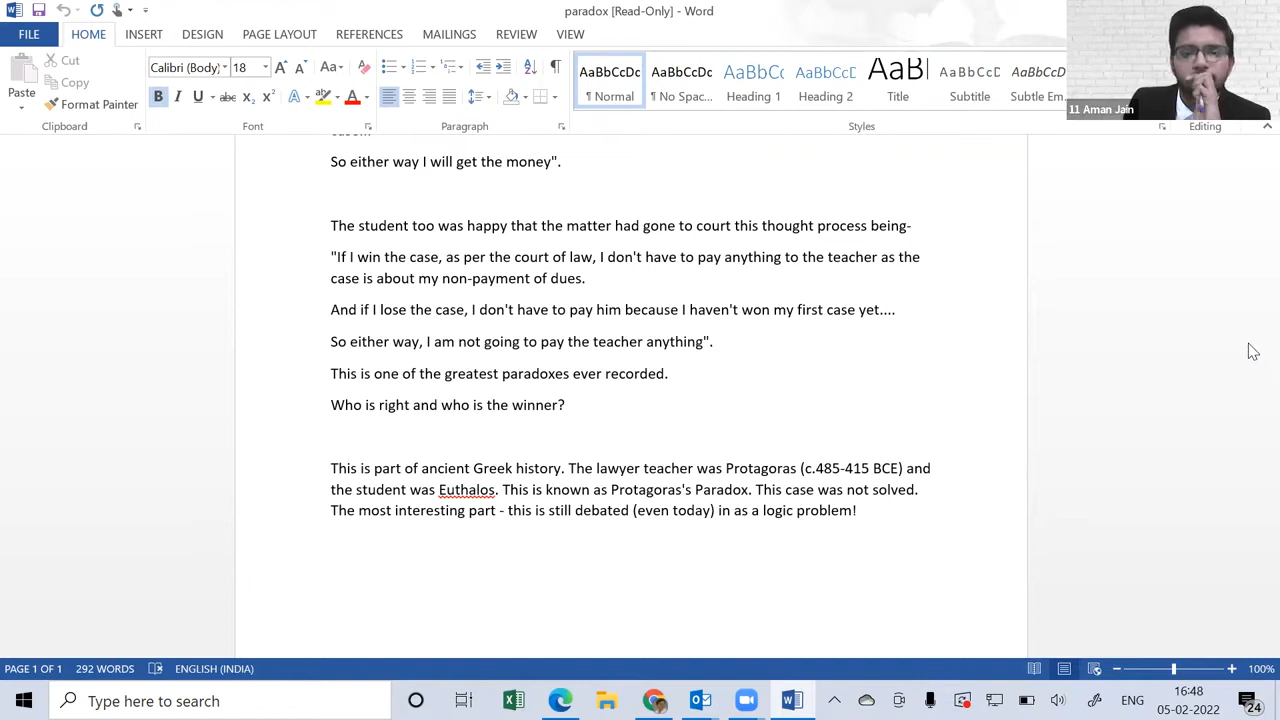 paradox [Read-Only] - Word
FILE HOME INSERT DESIGN PAGE LAYOUT REFERENCES MAILINGS REVIEW VIEW
Paste
Cut
Copy
Format Painter
Clipboard
Calibri (Body) 18
Font
Paragraph
AaBbCcDc AaBbCcDc AaBbCc AaBbCcD AaB AaBbCcD AaBbCcD
¶ Normal ¶ No Spac... Heading 1 Heading 2 Title Subtitle Subtle Em...
Styles
Editing
11 Aman Jain
So either way I will get the money".
The student too was happy that the matter had gone to court this thought process being-
"If I win the case, as per the court of law, I don't have to pay anything to the teacher as the
case is about my non-payment of dues.
And if I lose the case, I don't have to pay him because I haven't won my first case yet....
So either way, I am not going to pay the teacher anything".
This is one of the greatest paradoxes ever recorded.
Who is right and who is the winner?
This is part of ancient Greek history. The lawyer teacher was Protagoras (c.485-415 BCE) and
the student was Euthalos. This is known as Protagoras's Paradox. This case was not solved.
The most interesting part - this is still debated (even today) in as a logic problem!
PAGE 1 OF 1 292 WORDS ENGLISH (INDIA) 100%
Type here to search
ENG
16:48
05-02-2022
24